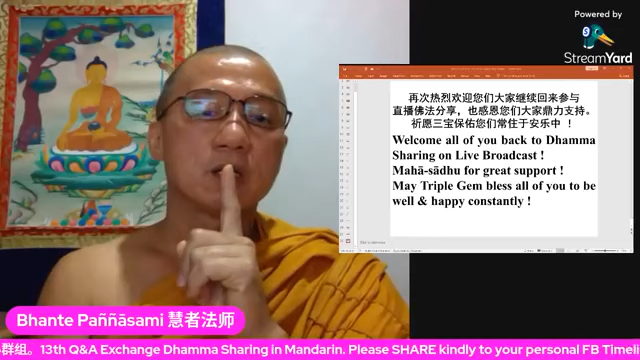 Powered by
StreamYard
再次热烈欢迎您们大家继续回来参与
直播佛法分享，也感恩您们大家鼎力支持。
祈愿三宝保佑您们常住于安乐中 ！
Welcome all of you back to Dhamma
Sharing on Live Broadcast !
Mahā-sādhu for great support !
May Triple Gem bless all of you to be
well & happy constantly !
Bhante Paññāsami 慧者法师
群组。13th Q&A Exchange Dhamma Sharing in Mandarin. Please SHARE kindly to your personal FB Timeli